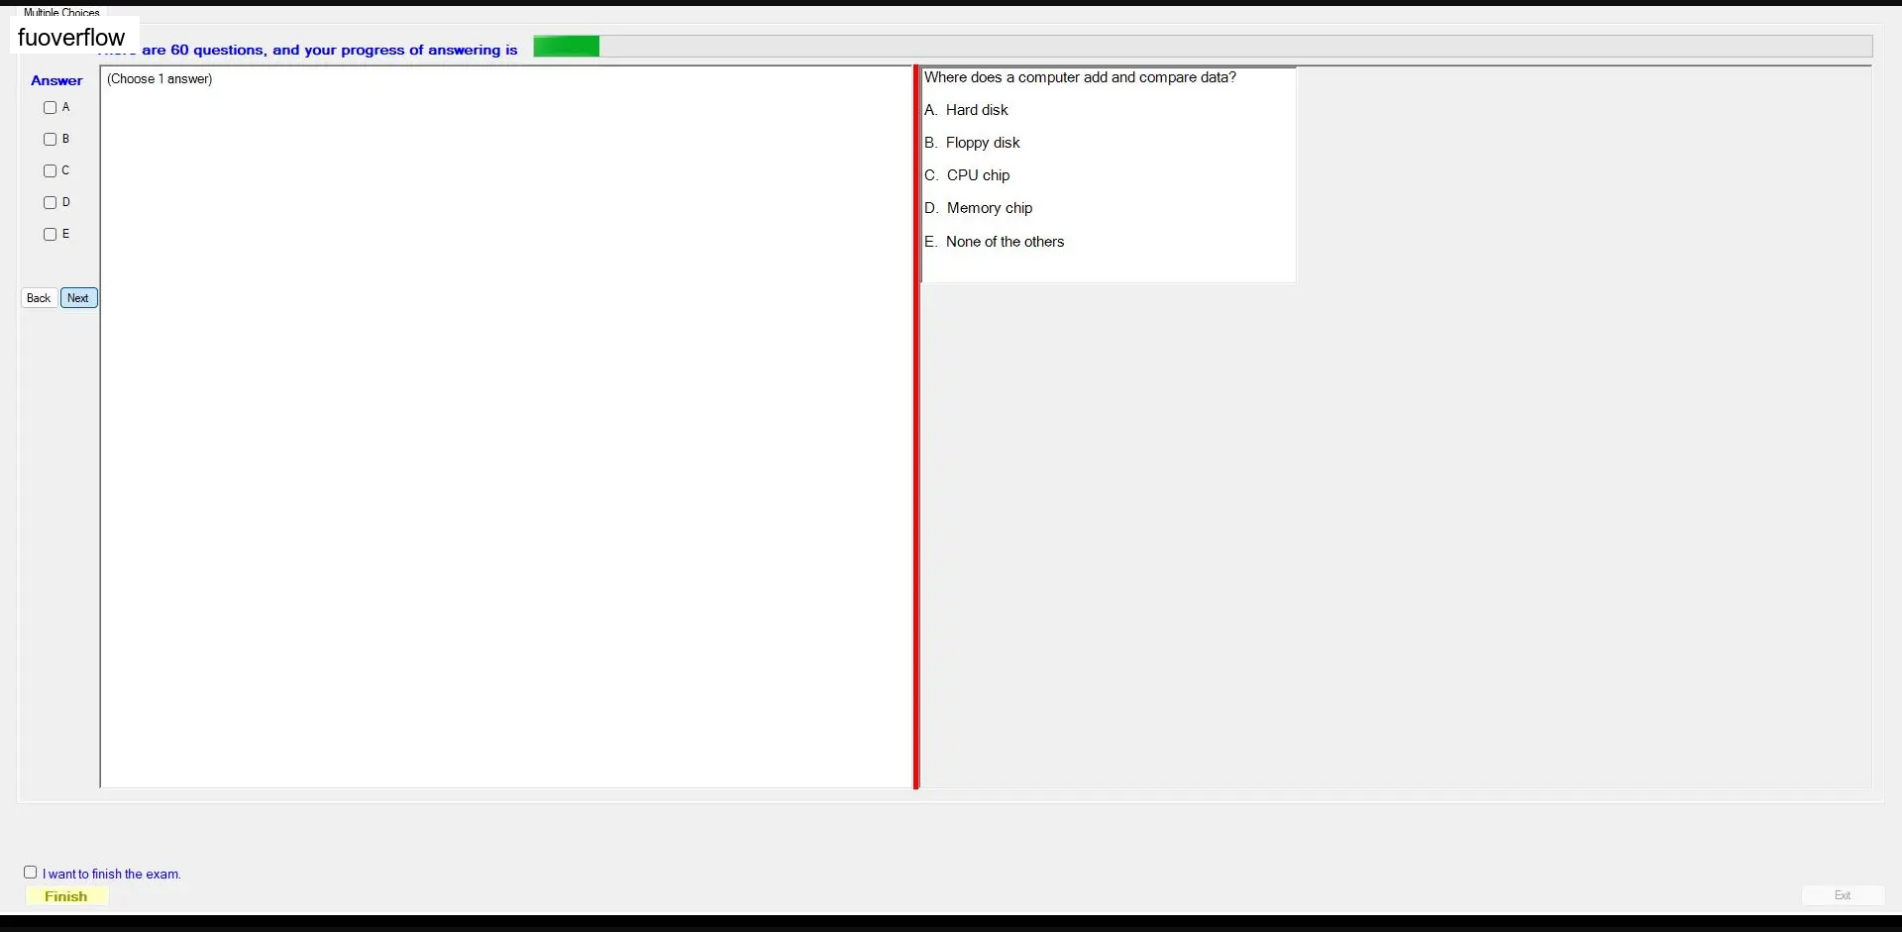 Multiple Choices
fuoverflow
are 60 questions, and your progress of answering is
Answer
(Choose 1 answer)
A
B
C
D
E
Back Next
Where does a computer add and compare data?
A. Hard disk
B. Floppy disk
C. CPU chip
D. Memory chip
E. None of the others
I want to finish the exam.
Finish
Exit